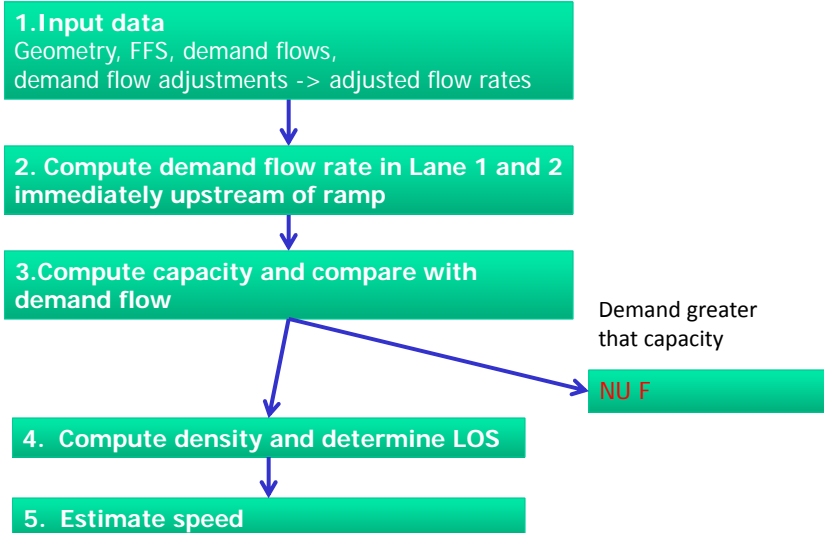 1.Input data
Geometry, FFS, demand flows,
demand flow adjustments -> adjusted flow rates
2. Compute demand flow rate in Lane 1 and 2
immediately upstream of ramp
3.Compute capacity and compare with
demand flow
Demand greater
that capacity
NU F
4. Compute density and determine LOS
5. Estimate speed